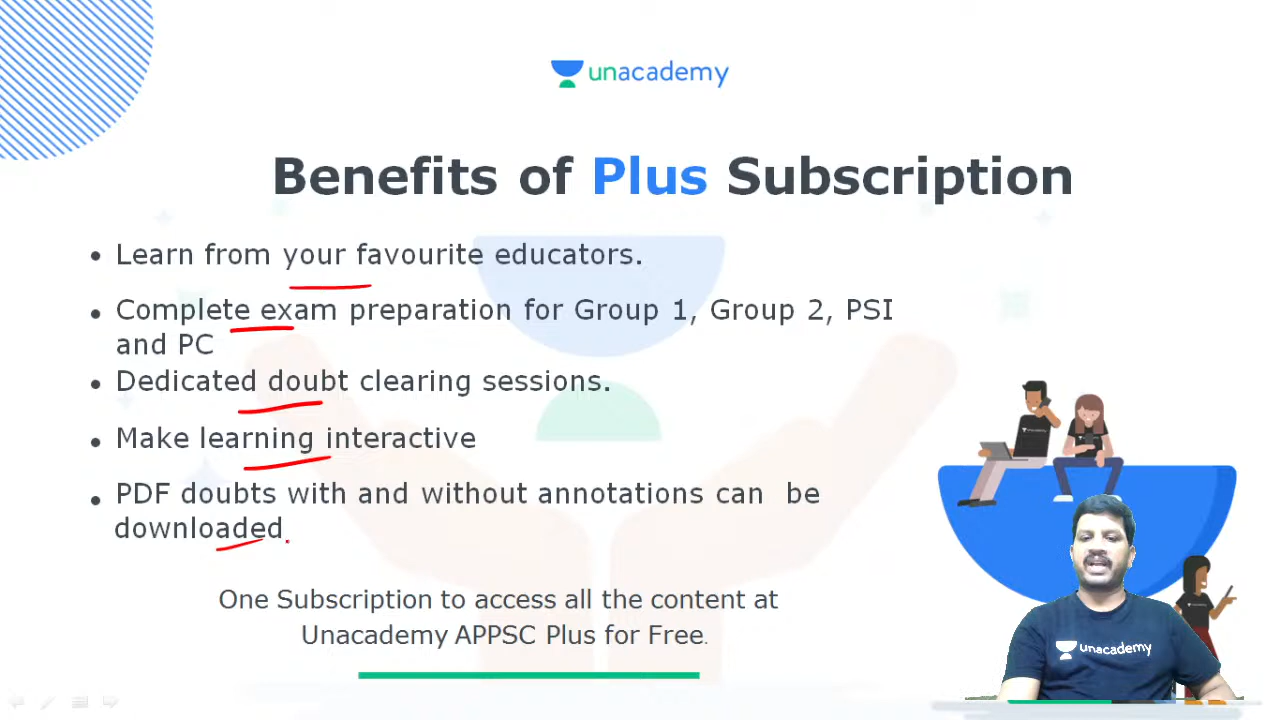 unacademy
Benefits of Plus Subscription
• Learn from your favourite educators.
• Complete exam preparation for Group 1, Group 2, PSI
and PC
• Dedicated doubt clearing sessions.
• Make learning interactive
• PDF doubts with and without annotations can be
downloaded.
One Subscription to access all the content at
Unacademy APPSC Plus for Free.
unacademy